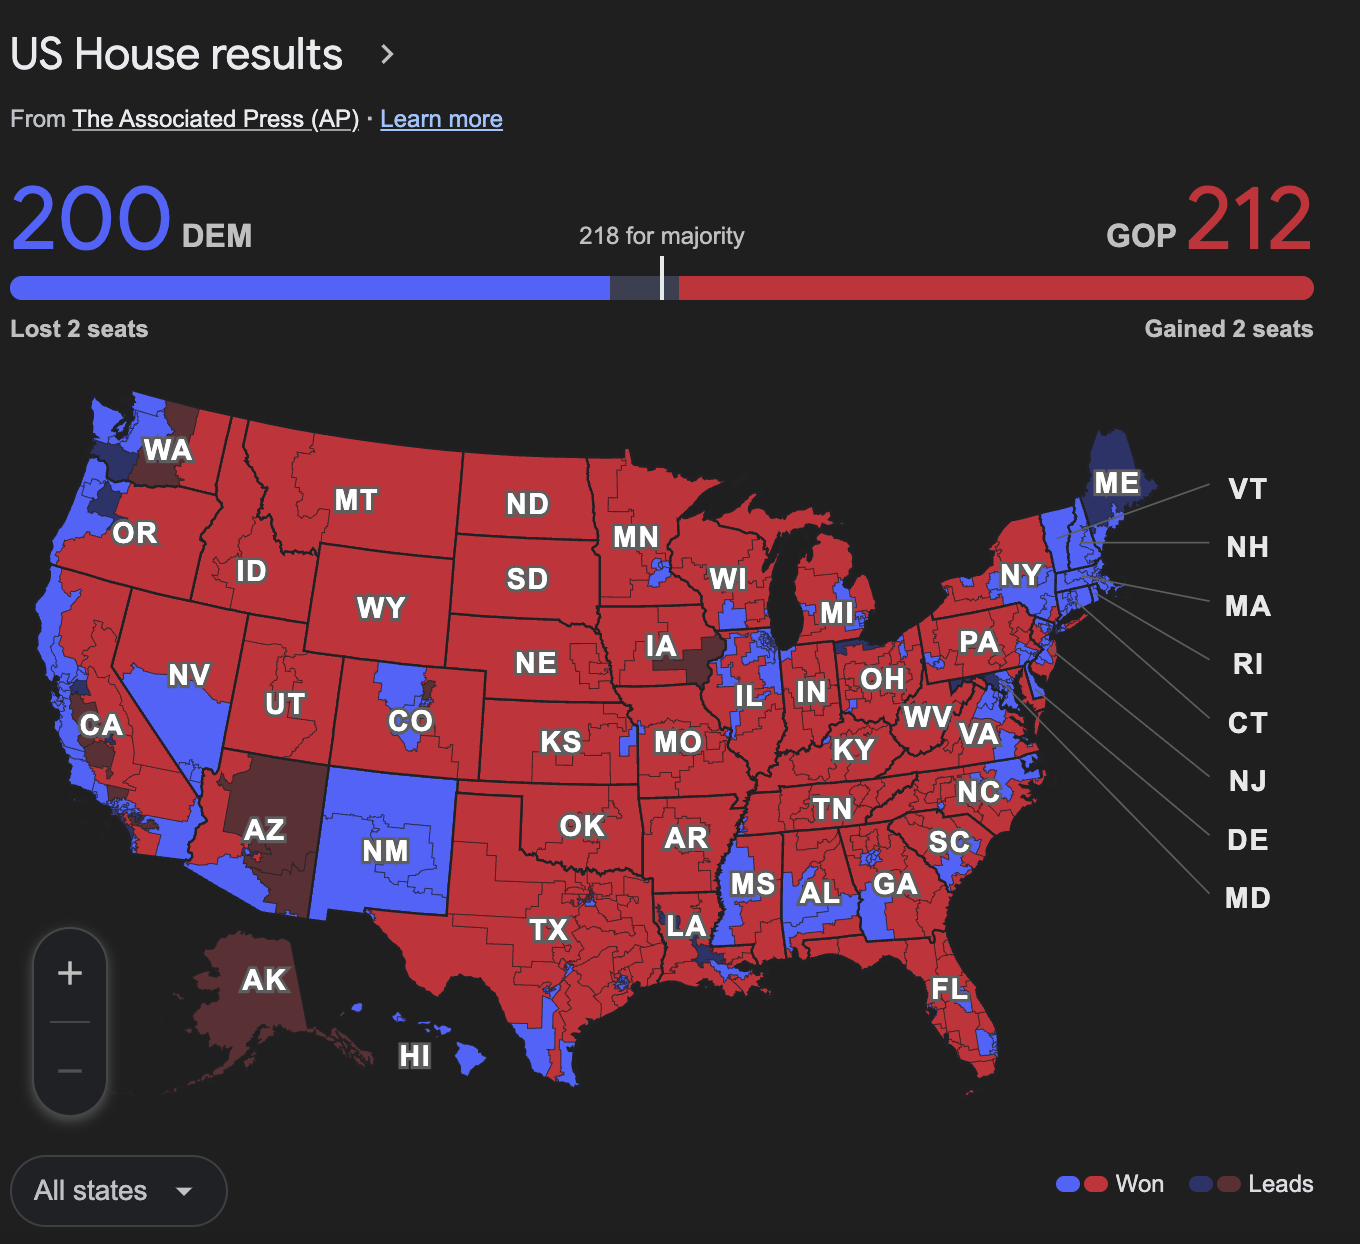 US House results
From The Associated Press (AP) · Learn more
200 DEM
218 for majority
GOP 212
Lost 2 seats
Gained 2 seats
WA
MT
ND
MN
ME
VT
OR
ID
SD
WI
MI
NY
NH
WY
MA
NV
NE
IA
PA
RI
UT
CO
IL
IN
OH
WV
CA
KS
MO
KY
VA
CT
AZ
NM
OK
AR
TN
NC
NJ
SC
DE
MS
AL
GA
MD
TX
LA
FL
AK
HI
+
−
All states
Won
Leads